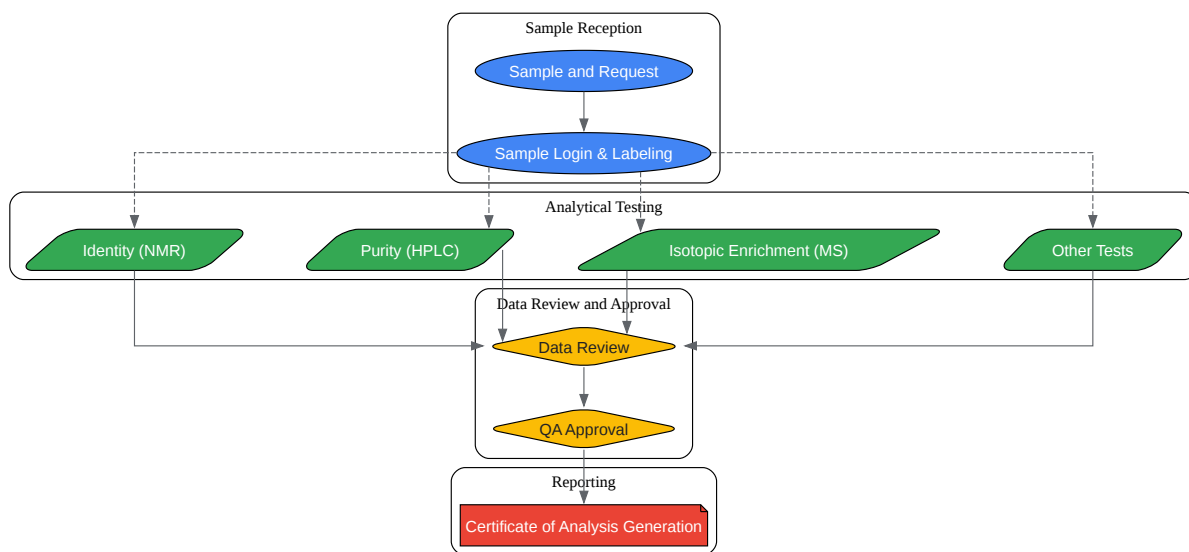 Sample Reception
Sample and Request
Sample Login & Labeling
Analytical Testing
Identity (NMR)
Purity (HPLC)
Isotopic Enrichment (MS)
Other Tests
Data Review and Approval
Data Review
QA Approval
Reporting
Certificate of Analysis Generation